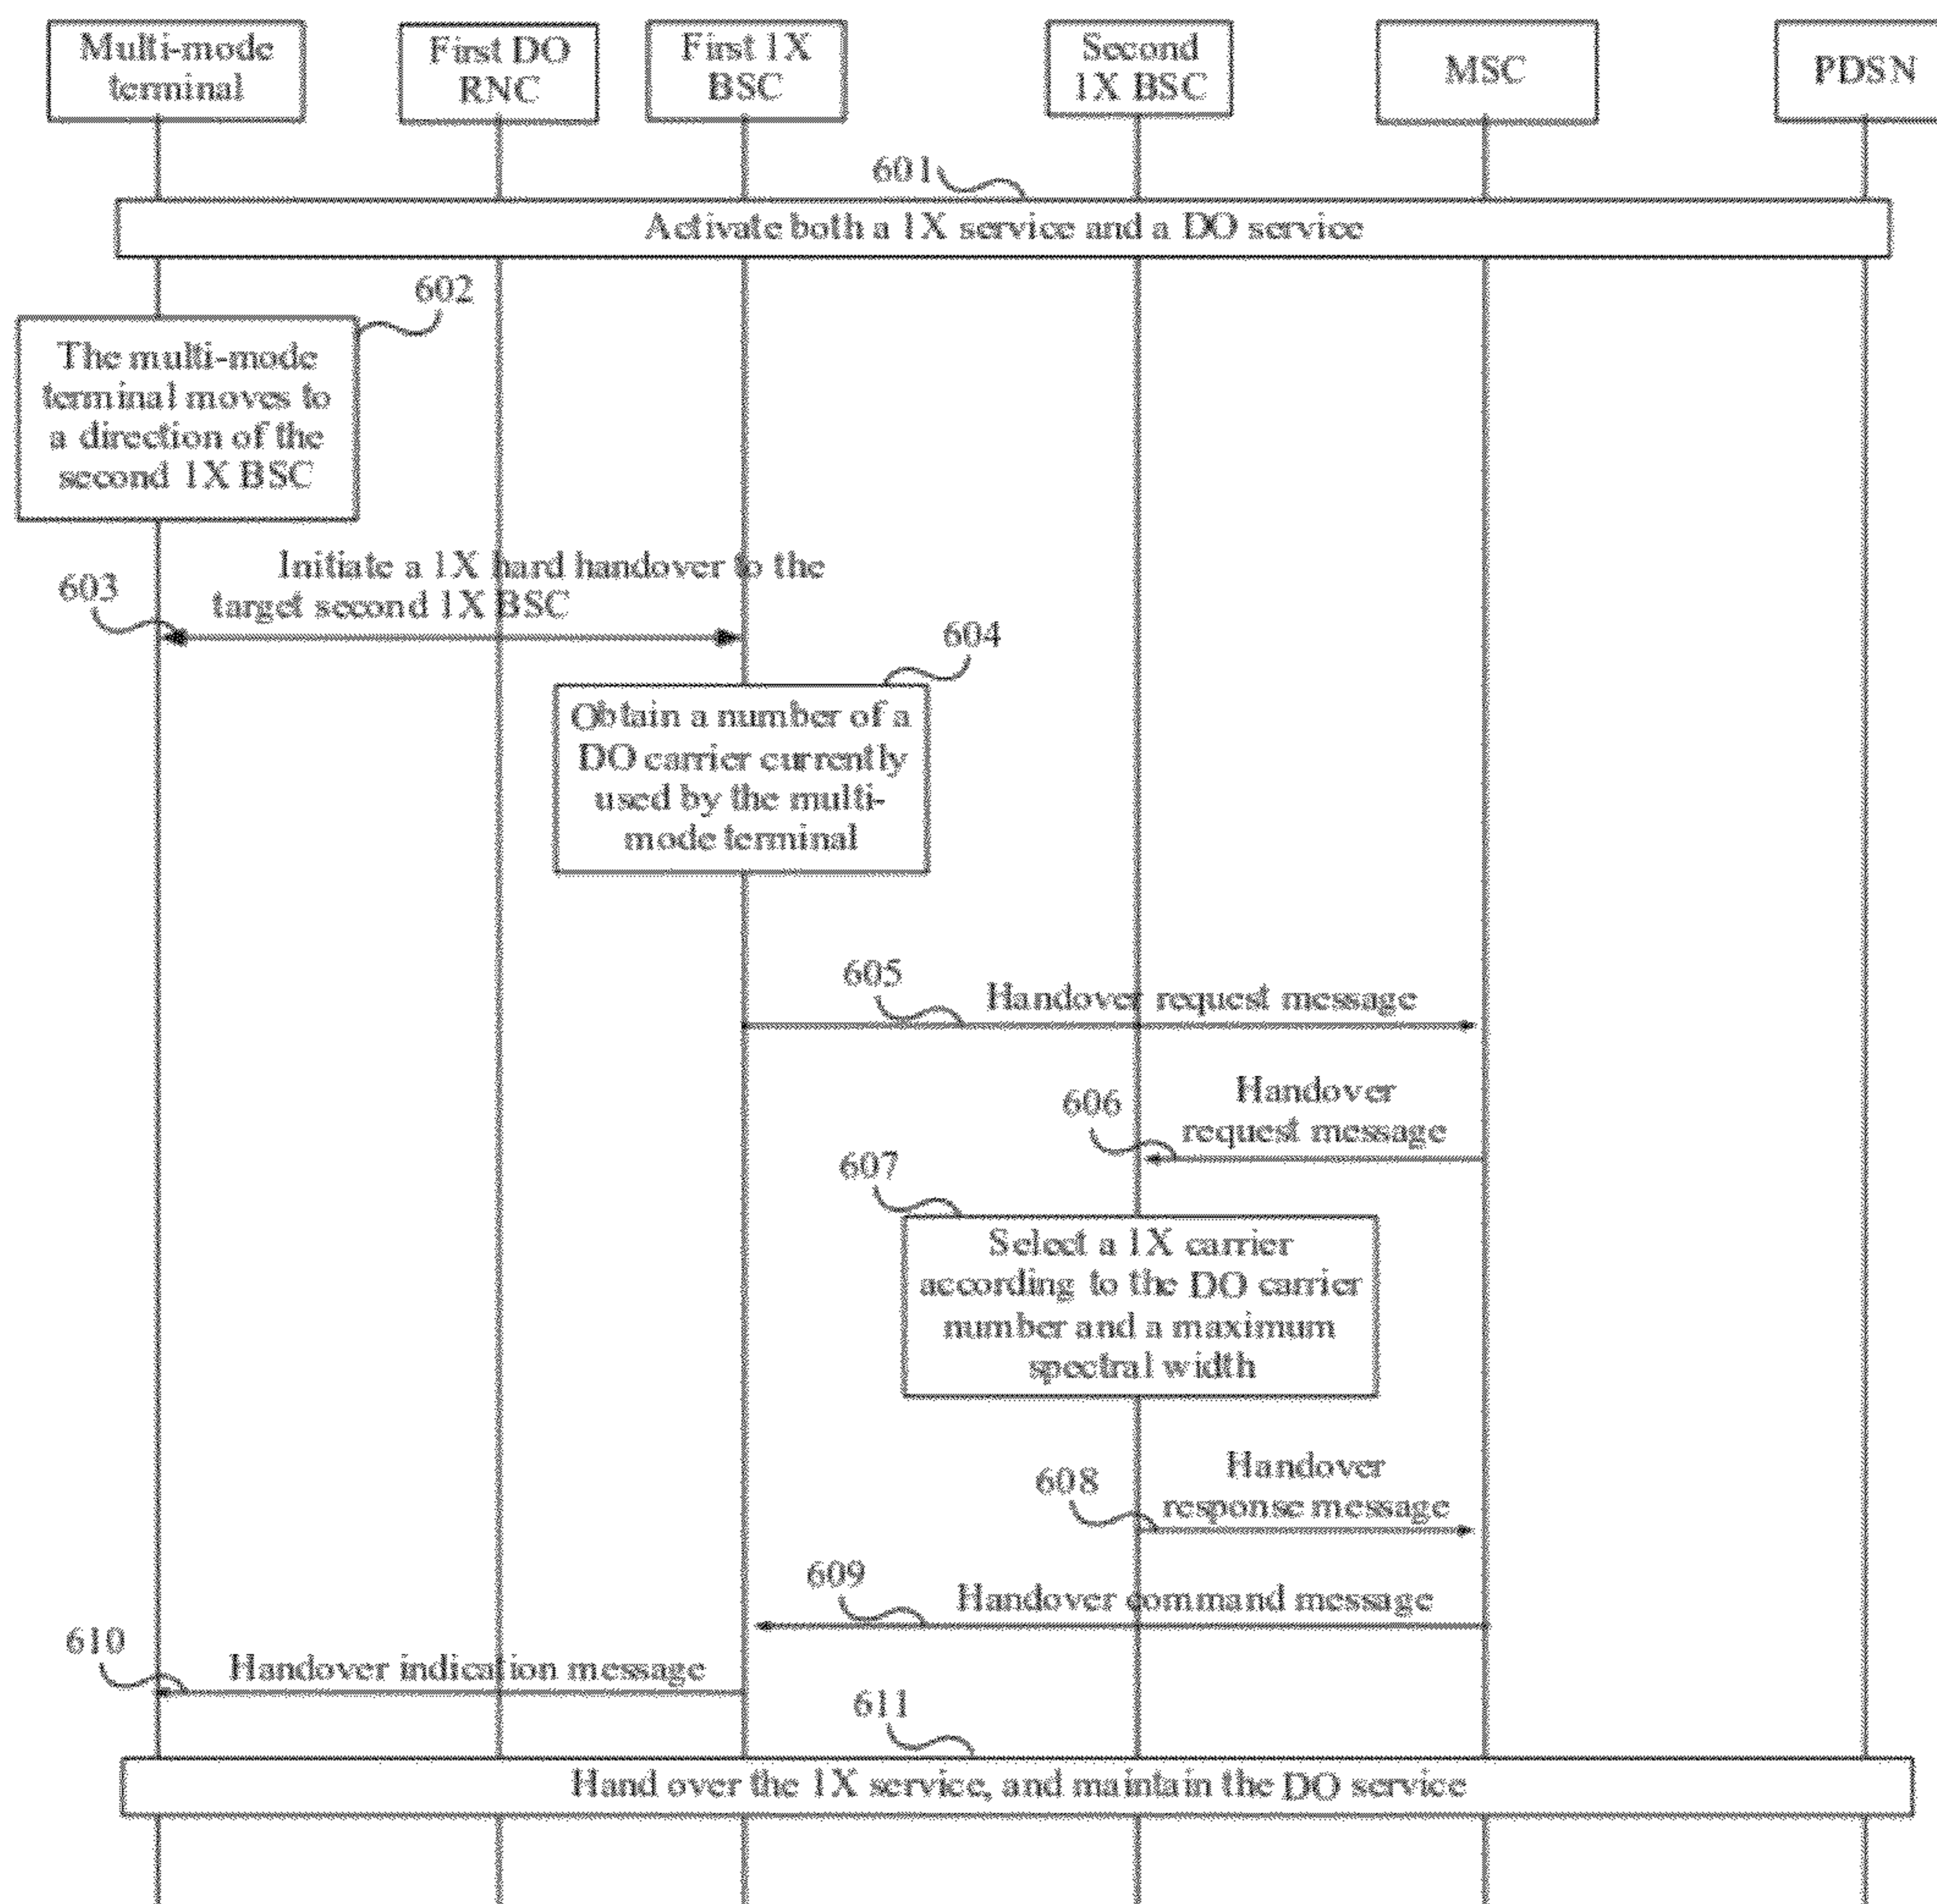 Multi-mode
terminal
First DO
RNC
First 1X
BSC
Second
1X BSC
MSC
PDSN
601
Activate both a 1X service and a DO service
602
The multi-mode
terminal moves to
a direction of the
second 1X BSC
603
Initiate a 1X hard handover to the
target second 1X BSC
604
Obtain a number of a
DO carrier currently
used by the multi-
mode terminal
605
Handover request message
606
Handover
request message
607
Select a 1X carrier
according to the DO carrier
number and a maximum
spectral width
608
Handover
response message
609
Handover command message
610
Handover indication message
611
Hand over the 1X service, and maintain the DO service